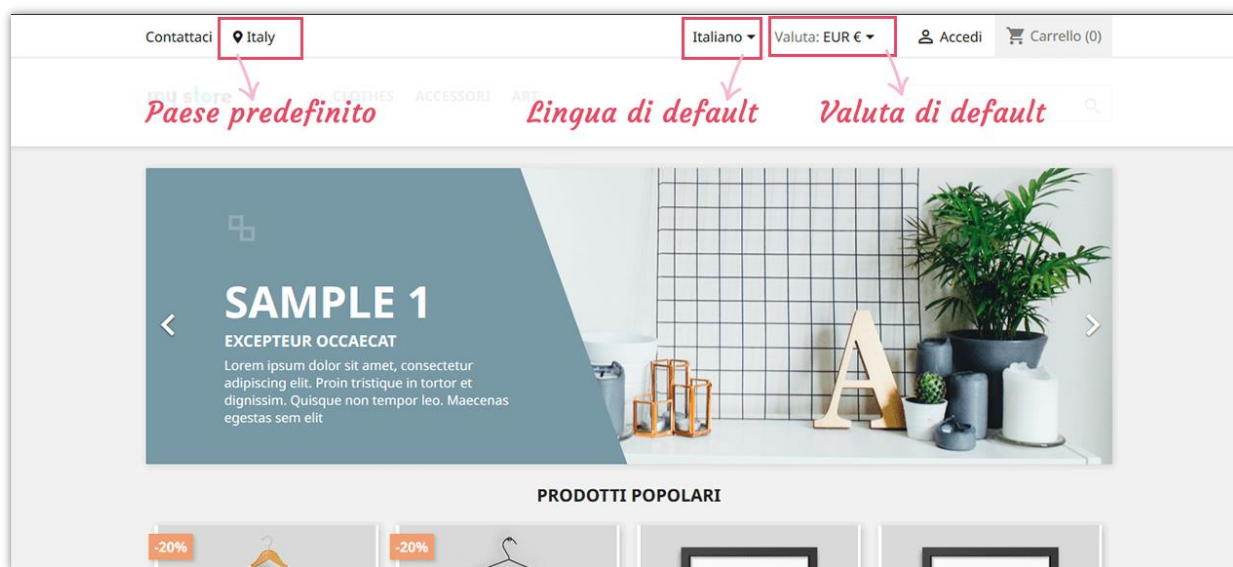 Contattaci Italy Italiano Valuta: EUR € Accedi Carrello (0)
my store CLOTHES ACCESSORI ART
Paese predefinito Lingua di default Valuta di default
SAMPLE 1
EXCEPTEUR OCCAECAT
Lorem ipsum dolor sit amet, consectetur
adipiscing elit. Proin tristique in tortor et
dignissim. Quisque non tempor leo. Maecenas
egestas sem elit
A
PRODOTTI POPOLARI
-20% -20%